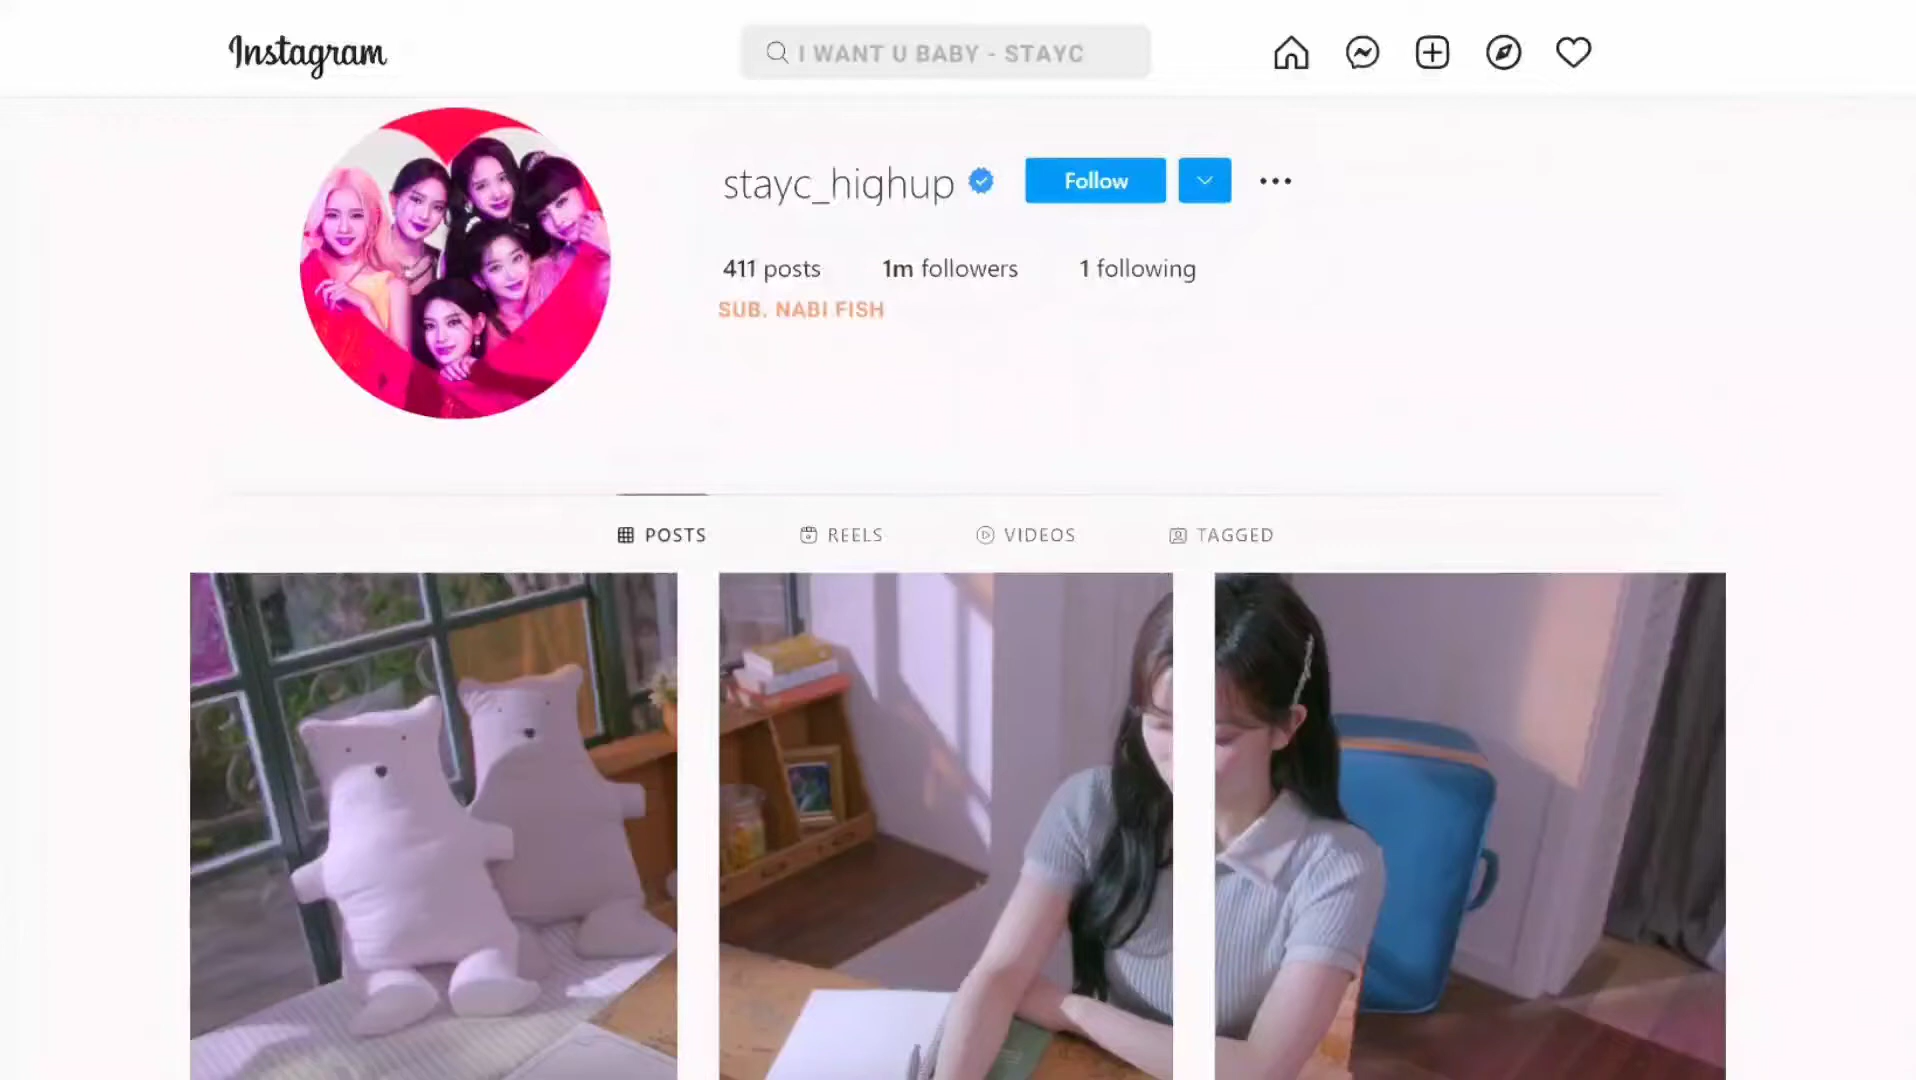 Instagram
I WANT U BABY - STAYC
stayc_highup
Follow
411 posts
1m followers
1 following
SUB. NABI FISH
POSTS
REELS
VIDEOS
TAGGED